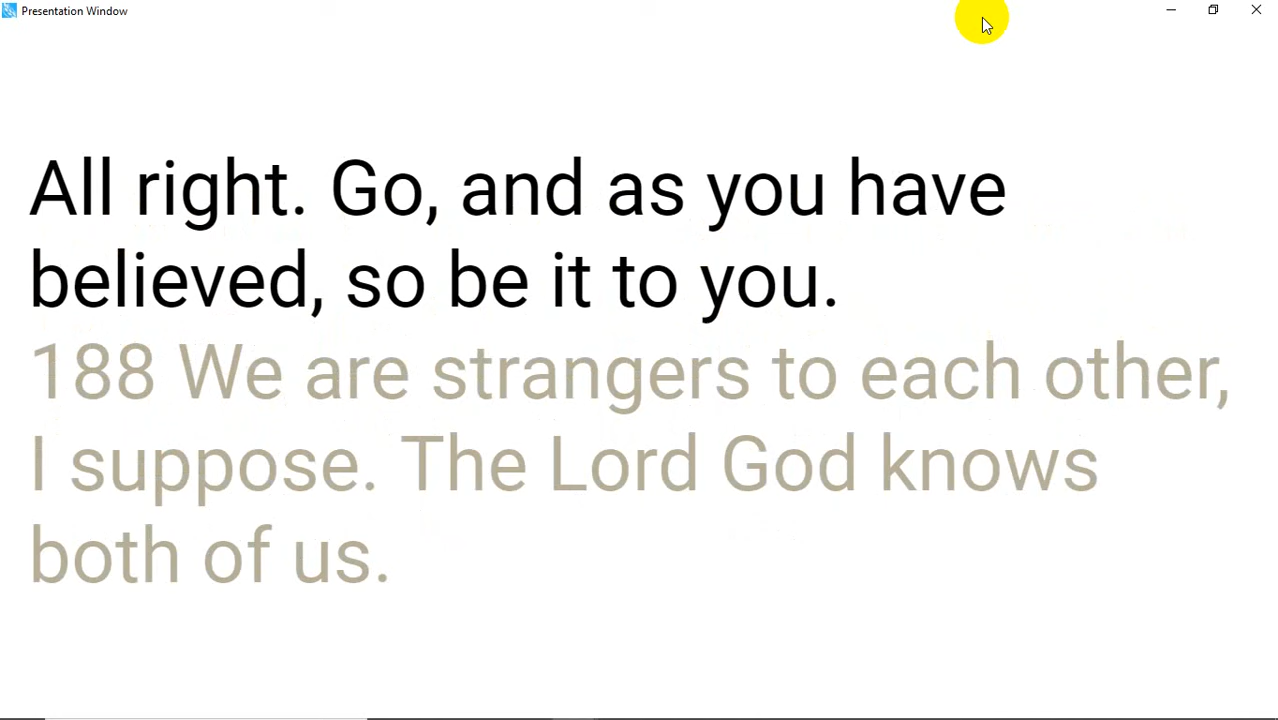 Presentation Window
All right. Go, and as you have
believed, so be it to you.
188 We are strangers to each other,
I suppose. The Lord God knows
both of us.